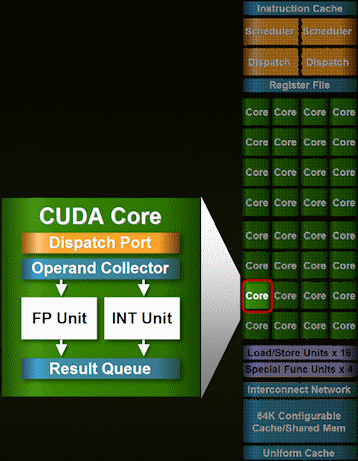 Instruction Cache
Scheduler Scheduler
Dispatch Dispatch
Register File
Core Core Core Core
Core Core Core Core
Core Core Core Core
Core Core Core Core
Core Core Core Core
Core Core Core Core
Core Core Core Core
Core Core Core Core
Load/Store Units x 16
Special Func Units x 4
Interconnect Network
64K Configurable
Cache/Shared Mem
Uniform Cache
CUDA Core
Dispatch Port
Operand Collector
FP Unit INT Unit
Result Queue